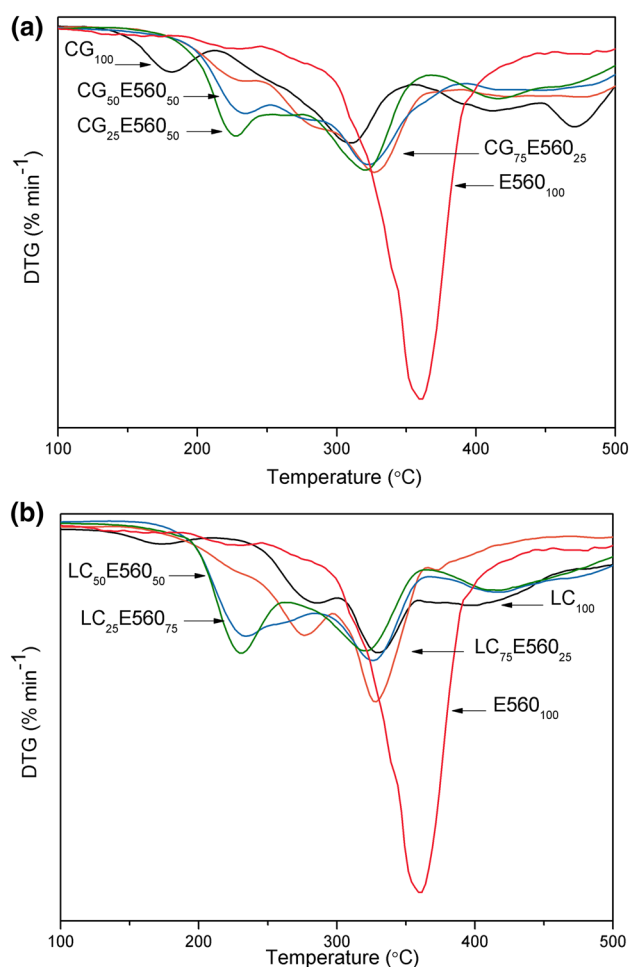 (a)
CG₁₀₀
CG₅₀E560₅₀
CG₂₅E560₅₀
CG₇₅E560₂₅
E560₁₀₀
DTG (% min⁻¹)
100 200 300 400 500
Temperature (°C)
(b)
LC₅₀E560₅₀
LC₂₅E560₇₅
LC₁₀₀
LC₇₅E560₂₅
E560₁₀₀
DTG (% min⁻¹)
100 200 300 400 500
Temperature (°C)